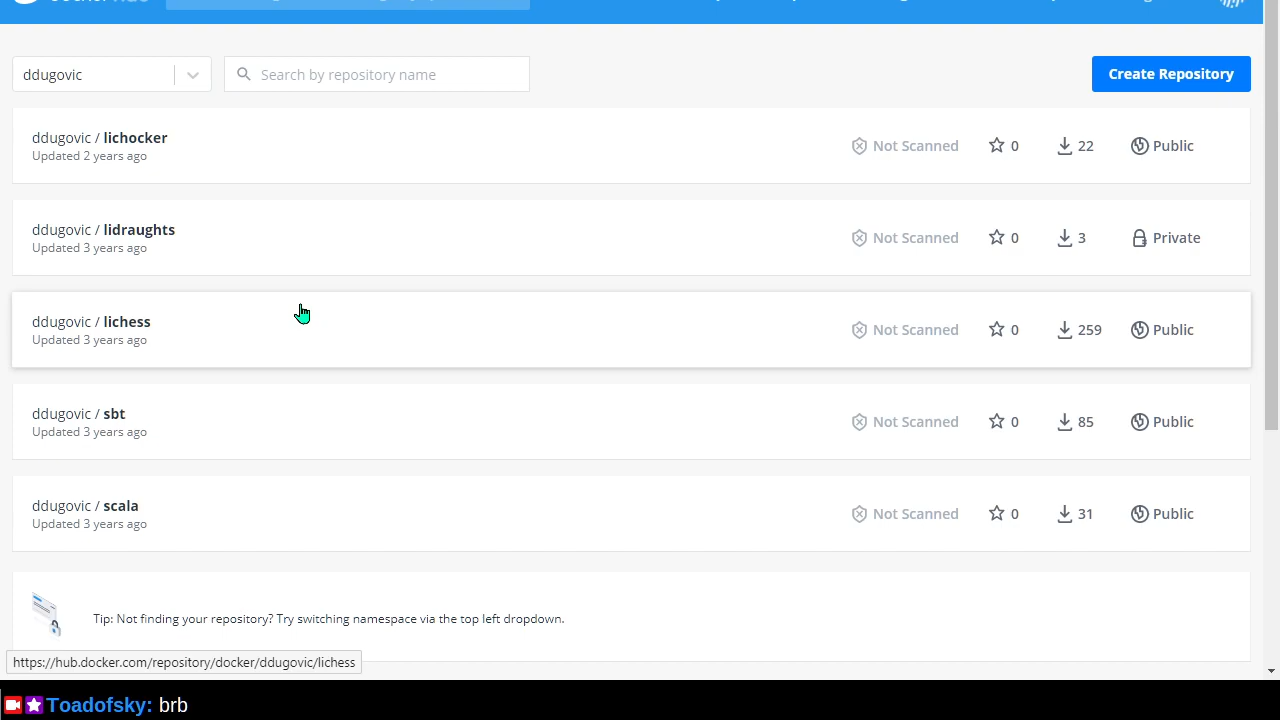 ddugovic
Search by repository name
Create Repository
ddugovic / lichocker
Updated 2 years ago
Not Scanned
0
22
Public
ddugovic / lidraughts
Updated 3 years ago
Not Scanned
0
3
Private
ddugovic / lichess
Updated 3 years ago
Not Scanned
0
259
Public
ddugovic / sbt
Updated 3 years ago
Not Scanned
0
85
Public
ddugovic / scala
Updated 3 years ago
Not Scanned
0
31
Public
Tip: Not finding your repository? Try switching namespace via the top left dropdown.
https://hub.docker.com/repository/docker/ddugovic/lichess
Toadofsky: brb